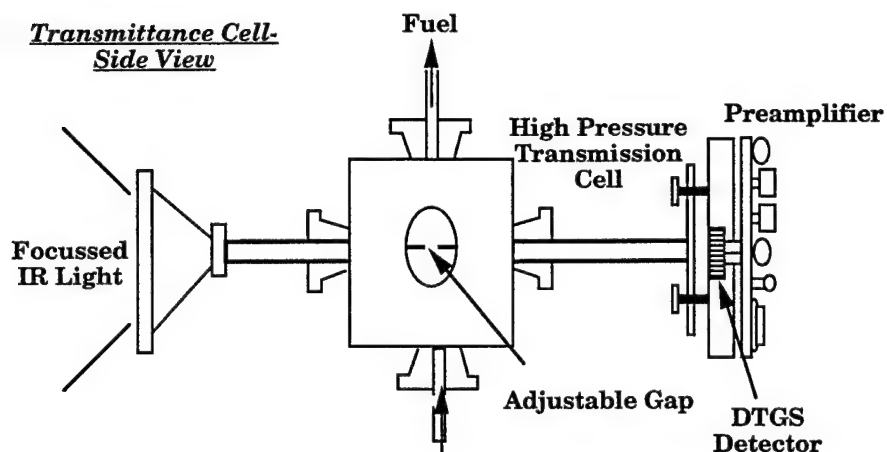 Transmittance Cell-
Side View
Fuel
High Pressure
Transmission
Cell
Preamplifier
Focussed
IR Light
Adjustable Gap
DTGS
Detector